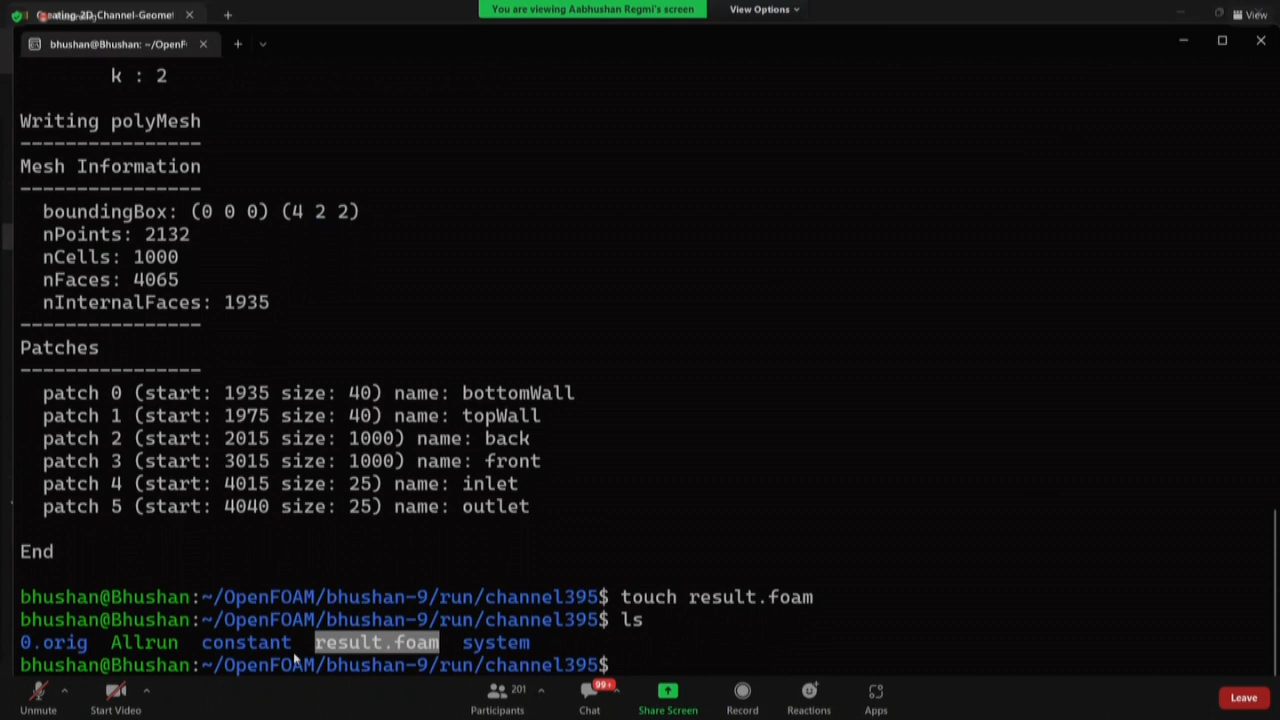 Creating-2D-Channel-Geomet
You are viewing Aabhushan Regmi's screen
View Options
View
bhushan@Bhushan: ~/OpenF
k : 2
Writing polyMesh
----------------
Mesh Information
----------------
boundingBox: (0 0 0) (4 2 2)
nPoints: 2132
nCells: 1000
nFaces: 4065
nInternalFaces: 1935
----------------
Patches
----------------
patch 0 (start: 1935 size: 40) name: bottomWall
patch 1 (start: 1975 size: 40) name: topWall
patch 2 (start: 2015 size: 1000) name: back
patch 3 (start: 3015 size: 1000) name: front
patch 4 (start: 4015 size: 25) name: inlet
patch 5 (start: 4040 size: 25) name: outlet
End
bhushan@Bhushan:~/OpenFOAM/bhushan-9/run/channel395$ touch result.foam
bhushan@Bhushan:~/OpenFOAM/bhushan-9/run/channel395$ ls
0.orig Allrun constant result.foam system
bhushan@Bhushan:~/OpenFOAM/bhushan-9/run/channel395$
201
99+
Unmute Start Video Participants Chat Share Screen Record Reactions Apps Leave